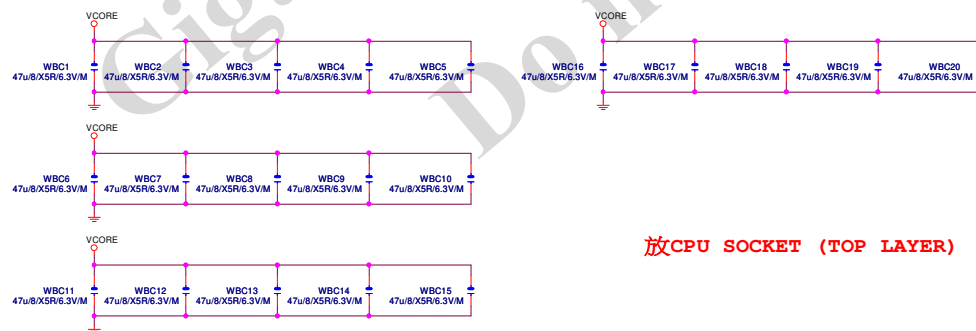 VCORE
WBC1 WBC2 WBC3 WBC4 WBC5
47u/8/X5R/6.3V/M 47u/8/X5R/6.3V/M 47u/8/X5R/6.3V/M 47u/8/X5R/6.3V/M 47u/8/X5R/6.3V/M
VCORE
WBC16 WBC17 WBC18 WBC19 WBC20
47u/8/X5R/6.3V/M 47u/8/X5R/6.3V/M 47u/8/X5R/6.3V/M 47u/8/X5R/6.3V/M 47u/8/X5R/6.3V/M
VCORE
WBC6 WBC7 WBC8 WBC9 WBC10
47u/8/X5R/6.3V/M 47u/8/X5R/6.3V/M 47u/8/X5R/6.3V/M 47u/8/X5R/6.3V/M 47u/8/X5R/6.3V/M
放CPU SOCKET (TOP LAYER)
VCORE
WBC11 WBC12 WBC13 WBC14 WBC15
47u/8/X5R/6.3V/M 47u/8/X5R/6.3V/M 47u/8/X5R/6.3V/M 47u/8/X5R/6.3V/M 47u/8/X5R/6.3V/M